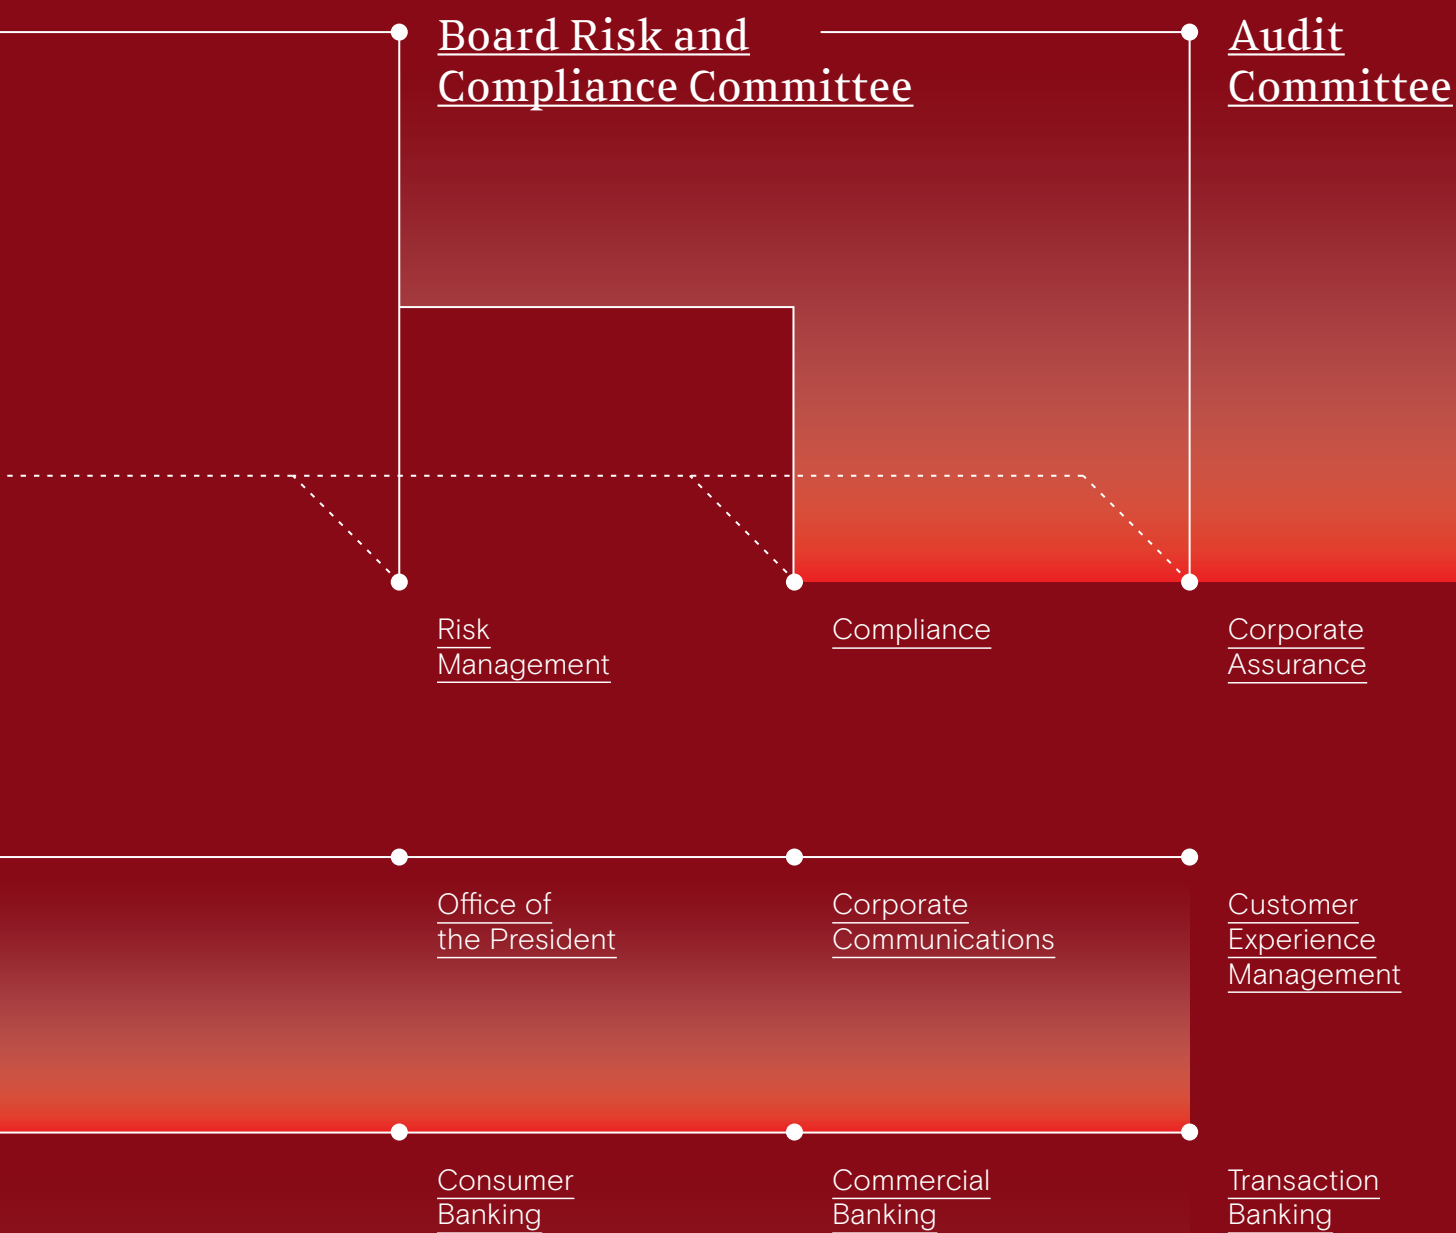 Board Risk and
Compliance Committee
Audit
Committee
Risk
Management
Compliance
Corporate
Assurance
Office of
the President
Corporate
Communications
Customer
Experience
Management
Consumer
Banking
Commercial
Banking
Transaction
Banking